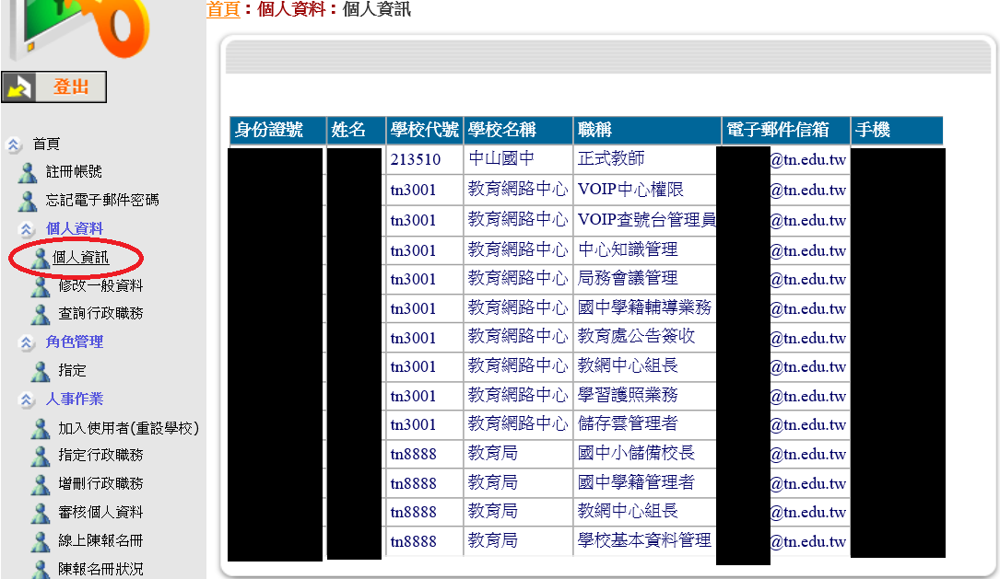 首頁：個人資料：個人資訊
登出
首頁
註冊帳號
忘記電子郵件密碼
個人資料
個人資訊
修改一般資料
查詢行政職務
角色管理
指定
人事作業
加入使用者(重設學校)
指定行政職務
增刪行政職務
審核個人資料
線上陳報名冊
陳報名冊狀況
身份證號 姓名 學校代號 學校名稱 職稱 電子郵件信箱 手機
213510 中山國中 正式教師 @tn.edu.tw
tn3001 教育網路中心 VOIP中心權限 @tn.edu.tw
tn3001 教育網路中心 VOIP查號台管理員 @tn.edu.tw
tn3001 教育網路中心 中心知識管理 @tn.edu.tw
tn3001 教育網路中心 局務會議管理 @tn.edu.tw
tn3001 教育網路中心 國中學籍輔導業務 @tn.edu.tw
tn3001 教育網路中心 教育處公告簽收 @tn.edu.tw
tn3001 教育網路中心 教網中心組長 @tn.edu.tw
tn3001 教育網路中心 學習護照業務 @tn.edu.tw
tn3001 教育網路中心 儲存雲管理者 @tn.edu.tw
tn8888 教育局 國中小儲備校長 @tn.edu.tw
tn8888 教育局 國中學籍管理者 @tn.edu.tw
tn8888 教育局 教網中心組長 @tn.edu.tw
tn8888 教育局 學校基本資料管理 @tn.edu.tw